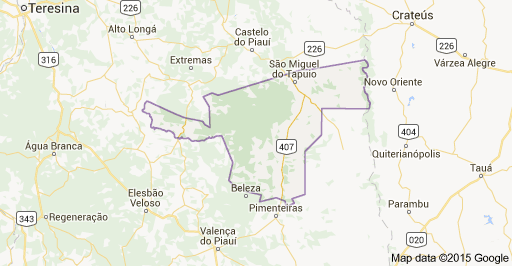 Teresina
Alto Longá
Castelo
do Piauí
Crateús
226
226
226
316
Extremas
São Miguel
do Tapuio
Várzea Alegre
Novo Oriente
Água Branca
407
404
Quiterianópolis
Tauá
Elesbão
Veloso
Beleza
Pimenteiras
Parambu
343
Regeneração
Valença
do Piauí
020
Map data ©2015 Google